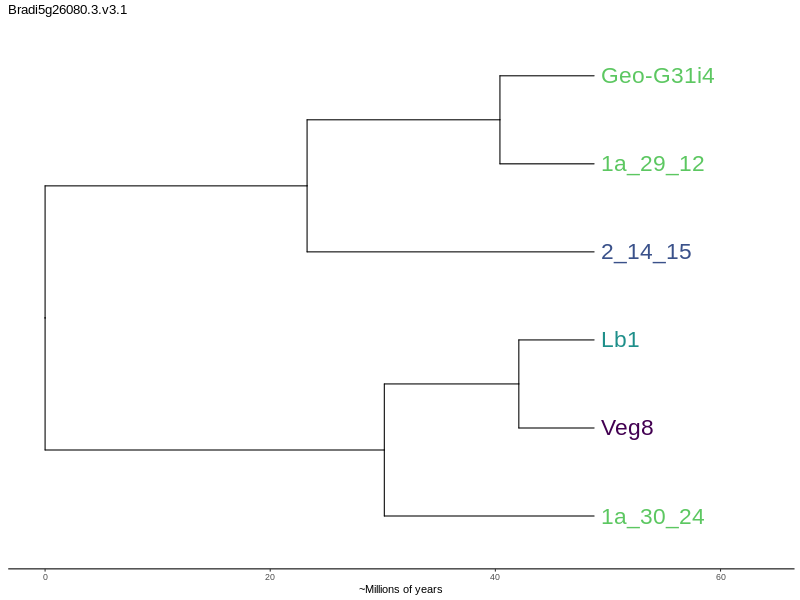 Bradi5g26080.3.v3.1
Geo-G31i4
1a_29_12
2_14_15
Lb1
Veg8
1a_30_24
0 20 40 60
~Millions of years